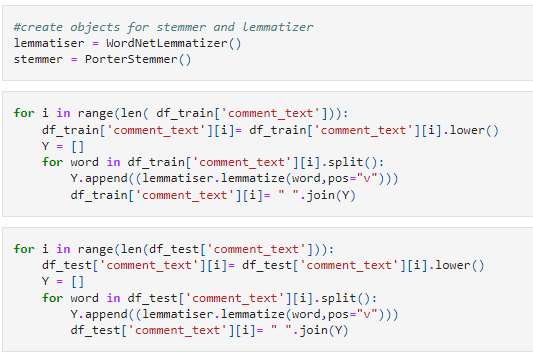 #create objects for stemmer and lemmatizer
lemmatiser = WordNetLemmatizer()
stemmer = PorterStemmer()
for i in range(len( df_train['comment_text'])):
    df_train['comment_text'][i]= df_train['comment_text'][i].lower()
    Y = []
    for word in df_train['comment_text'][i].split():
        Y.append((lemmatiser.lemmatize(word,pos="v")))
        df_train['comment_text'][i]= " ".join(Y)
for i in range(len(df_test['comment_text'])):
    df_test['comment_text'][i]= df_test['comment_text'][i].lower()
    Y = []
    for word in df_test['comment_text'][i].split():
        Y.append((lemmatiser.lemmatize(word,pos="v")))
        df_test['comment_text'][i]= " ".join(Y)